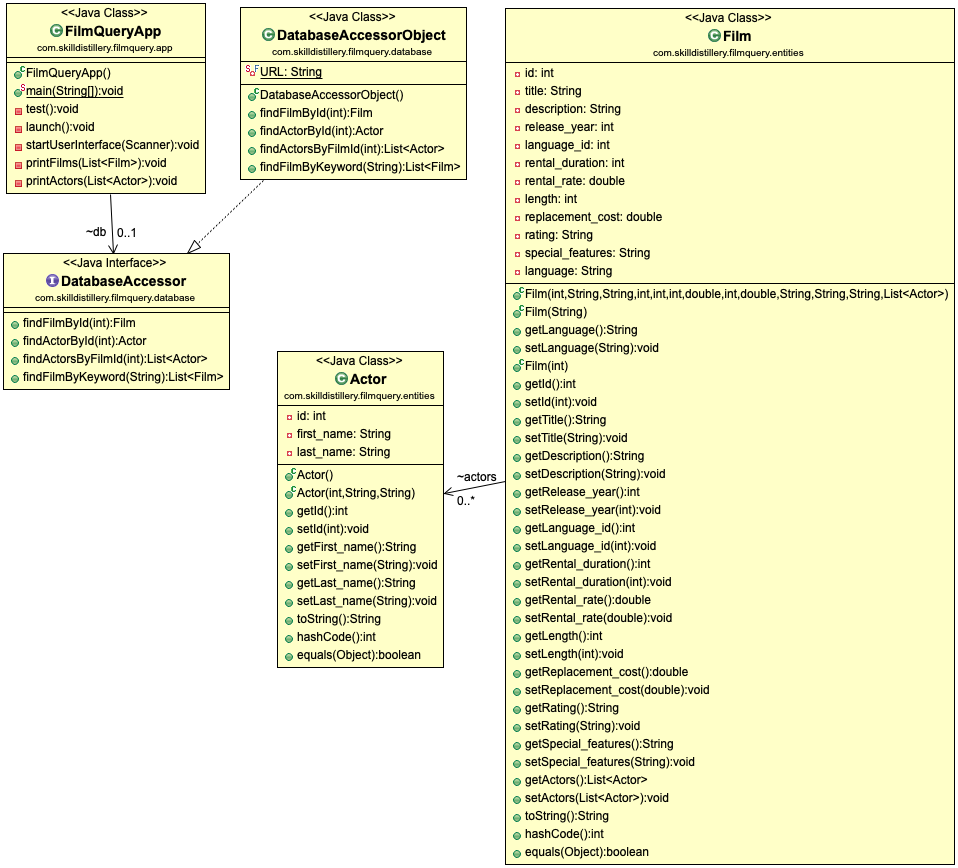 <<Java Class>>
FilmQueryApp
com.skilldistillery.filmquery.app
FilmQueryApp()
main(String[]):void
test():void
launch():void
startUserInterface(Scanner):void
printFilms(List<Film>):void
printActors(List<Actor>):void
<<Java Class>>
DatabaseAccessorObject
com.skilldistillery.filmquery.database
URL: String
DatabaseAccessorObject()
findFilmById(int):Film
findActorById(int):Actor
findActorsByFilmId(int):List<Actor>
findFilmByKeyword(String):List<Film>
~db 0..1
<<Java Interface>>
DatabaseAccessor
com.skilldistillery.filmquery.database
findFilmById(int):Film
findActorById(int):Actor
findActorsByFilmId(int):List<Actor>
findFilmByKeyword(String):List<Film>
<<Java Class>>
Actor
com.skilldistillery.filmquery.entities
id: int
first_name: String
last_name: String
Actor()
Actor(int,String,String)
getId():int
setId(int):void
getFirst_name():String
setFirst_name(String):void
getLast_name():String
setLast_name(String):void
toString():String
hashCode():int
equals(Object):boolean
~actors
0..*
<<Java Class>>
Film
com.skilldistillery.filmquery.entities
id: int
title: String
description: String
release_year: int
language_id: int
rental_duration: int
rental_rate: double
length: int
replacement_cost: double
rating: String
special_features: String
language: String
Film(int,String,String,int,int,int,double,int,double,String,String,String,List<Actor>)
Film(String)
getLanguage():String
setLanguage(String):void
Film(int)
getId():int
setId(int):void
getTitle():String
setTitle(String):void
getDescription():String
setDescription(String):void
getRelease_year():int
setRelease_year(int):void
getLanguage_id():int
setLanguage_id(int):void
getRental_duration():int
setRental_duration(int):void
getRental_rate():double
setRental_rate(double):void
getLength():int
setLength(int):void
getReplacement_cost():double
setReplacement_cost(double):void
getRating():String
setRating(String):void
getSpecial_features():String
setSpecial_features(String):void
getActors():List<Actor>
setActors(List<Actor>):void
toString():String
hashCode():int
equals(Object):boolean